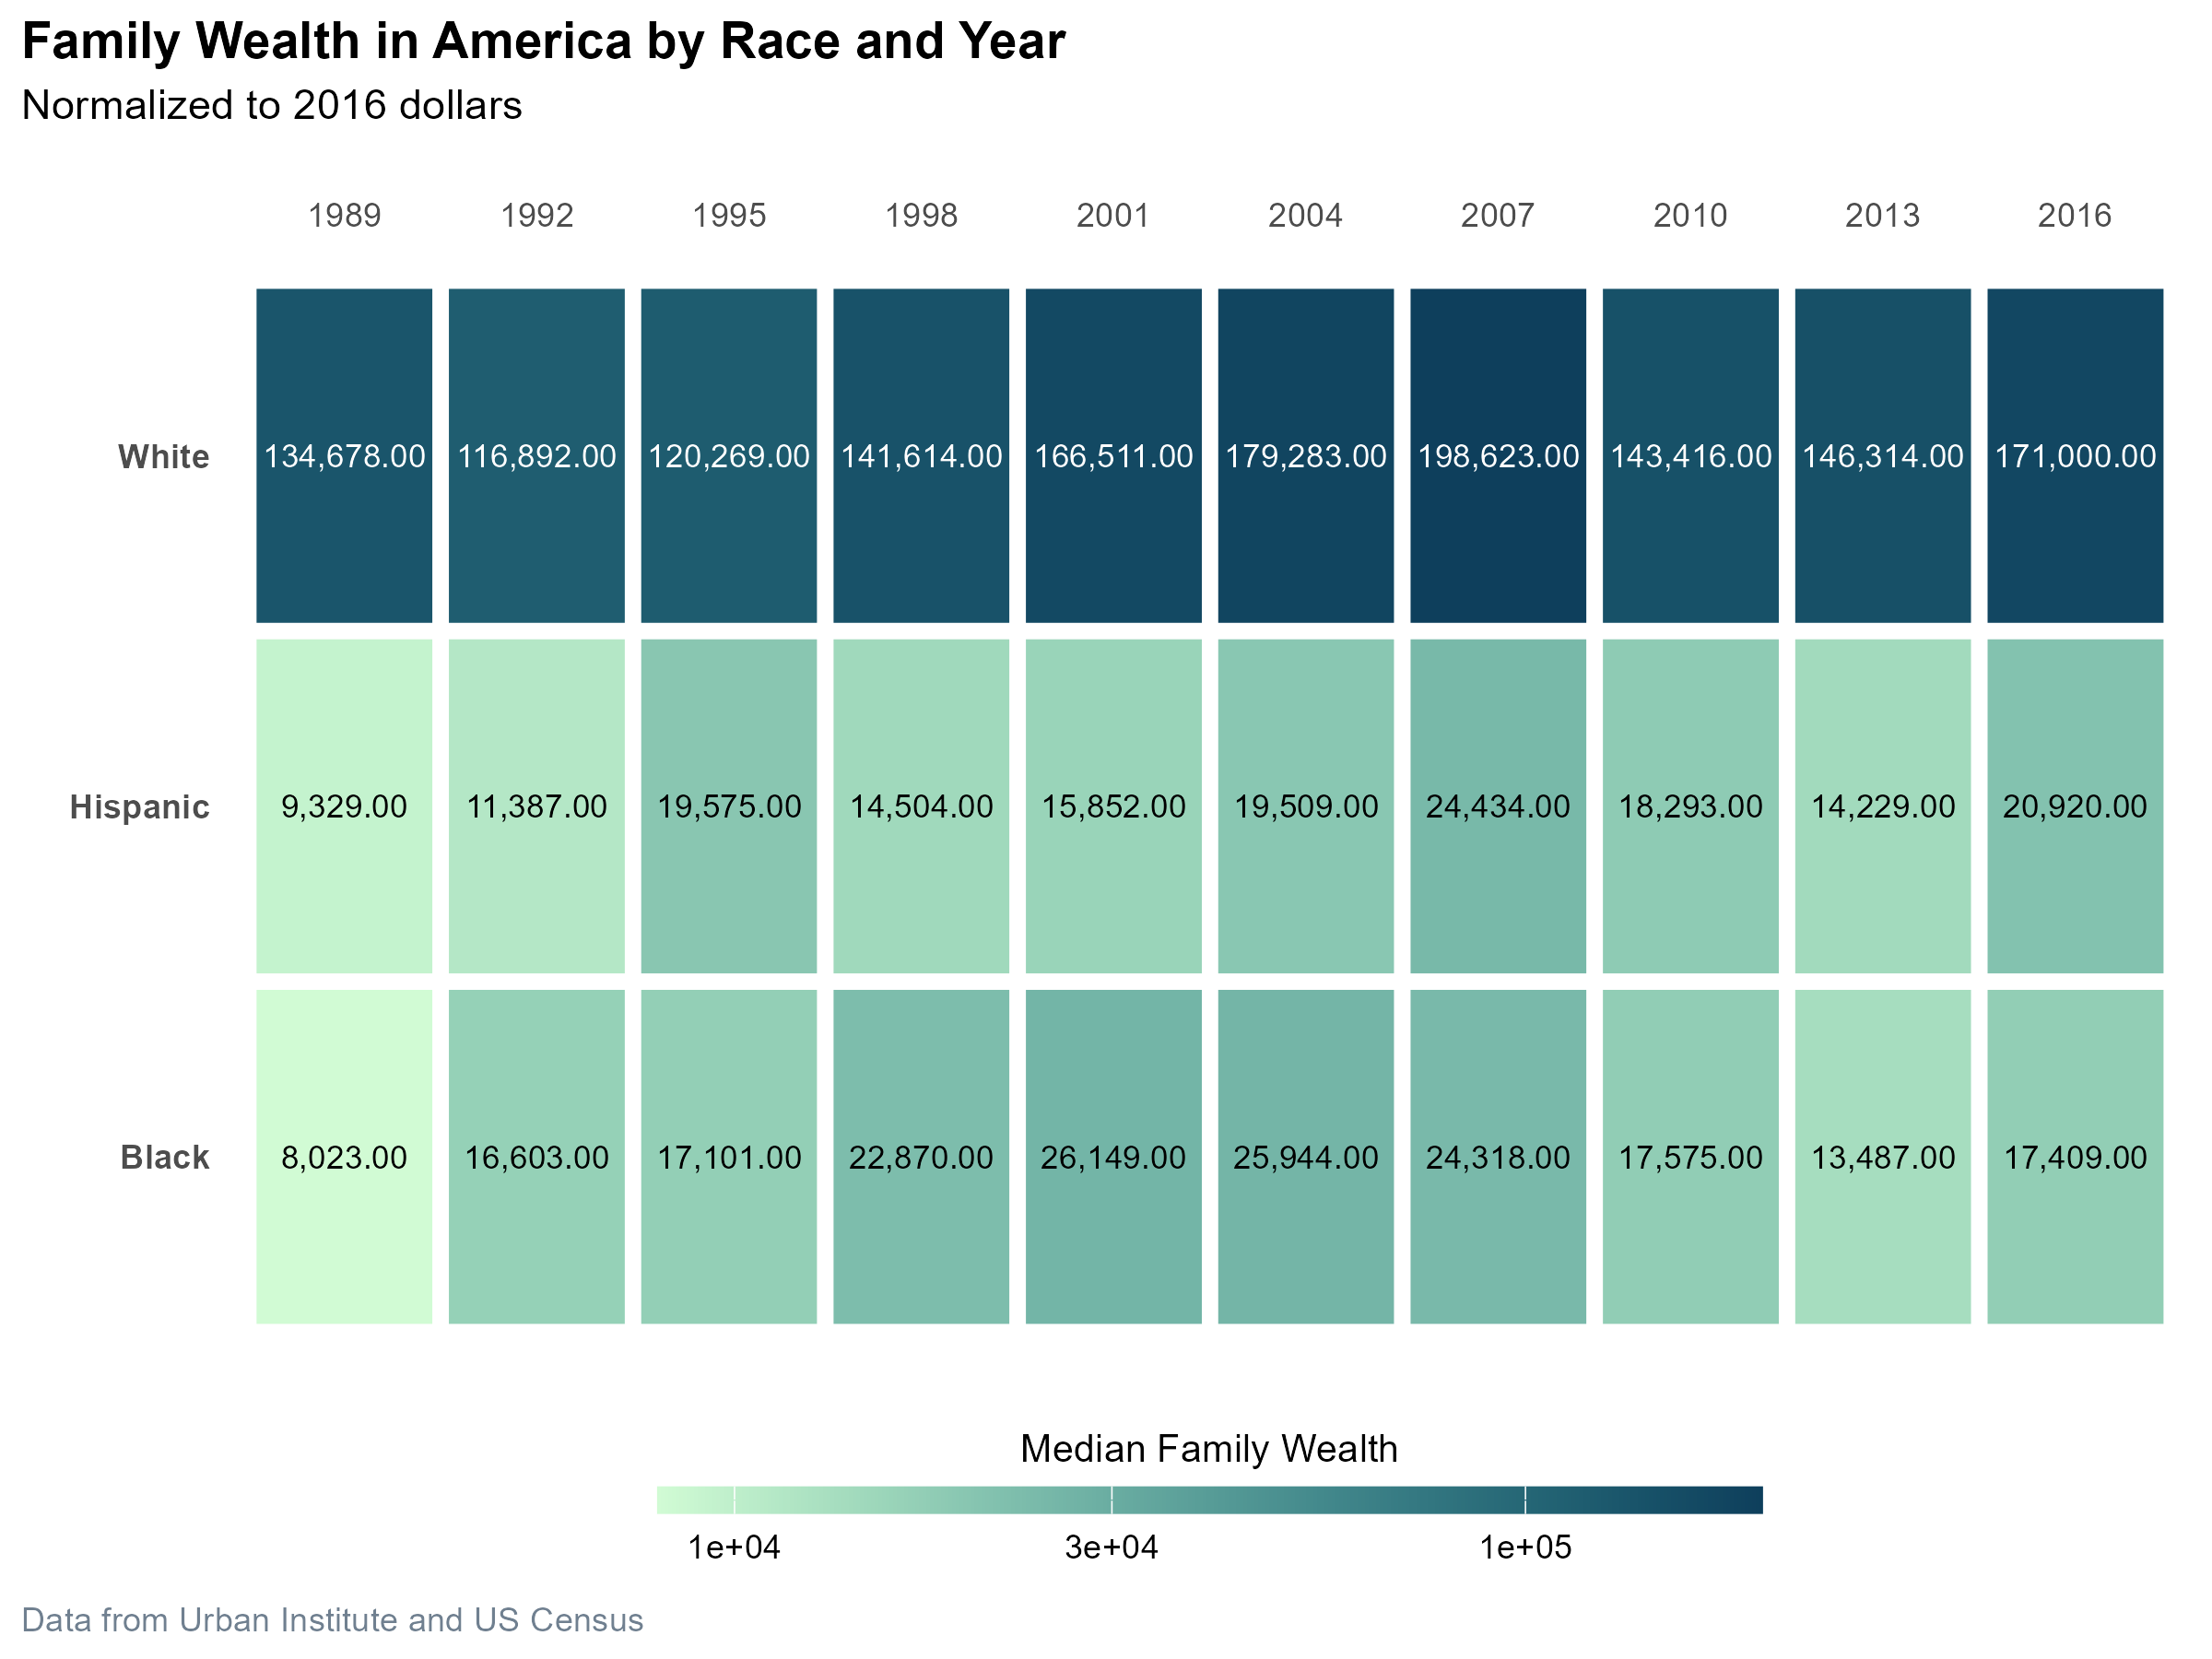 Family Wealth in America by Race and Year
Normalized to 2016 dollars
1989 1992 1995 1998 2001 2004 2007 2010 2013 2016
White 134,678.00 116,892.00 120,269.00 141,614.00 166,511.00 179,283.00 198,623.00 143,416.00 146,314.00 171,000.00
Hispanic 9,329.00 11,387.00 19,575.00 14,504.00 15,852.00 19,509.00 24,434.00 18,293.00 14,229.00 20,920.00
Black 8,023.00 16,603.00 17,101.00 22,870.00 26,149.00 25,944.00 24,318.00 17,575.00 13,487.00 17,409.00
Median Family Wealth
1e+04 3e+04 1e+05
Data from Urban Institute and US Census